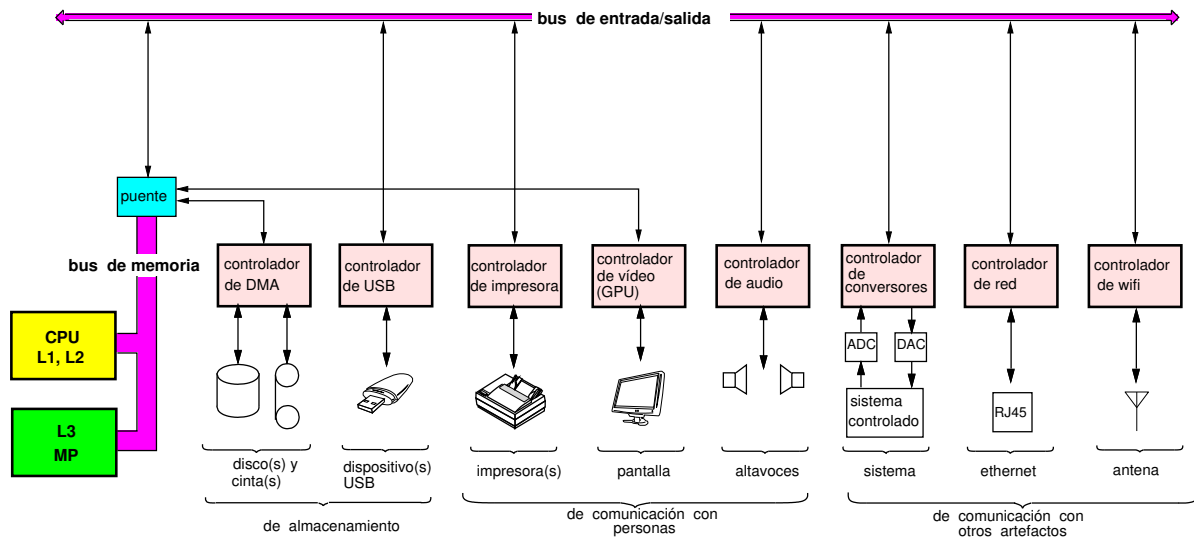 bus de entrada/salida
puente
bus de memoria
CPU
L1, L2
L3
MP
controlador
de DMA
controlador
de USB
controlador
de impresora
controlador
de vídeo
(GPU)
controlador
de audio
controlador
de
conversores
controlador
de red
controlador
de wifi
ADC
DAC
sistema
controlado
RJ45
disco(s) y
cinta(s)
dispositivo(s)
USB
impresora(s)
pantalla
altavoces
sistema
ethernet
antena
de almacenamiento
de comunicación con
personas
de comunicación con
otros artefactos